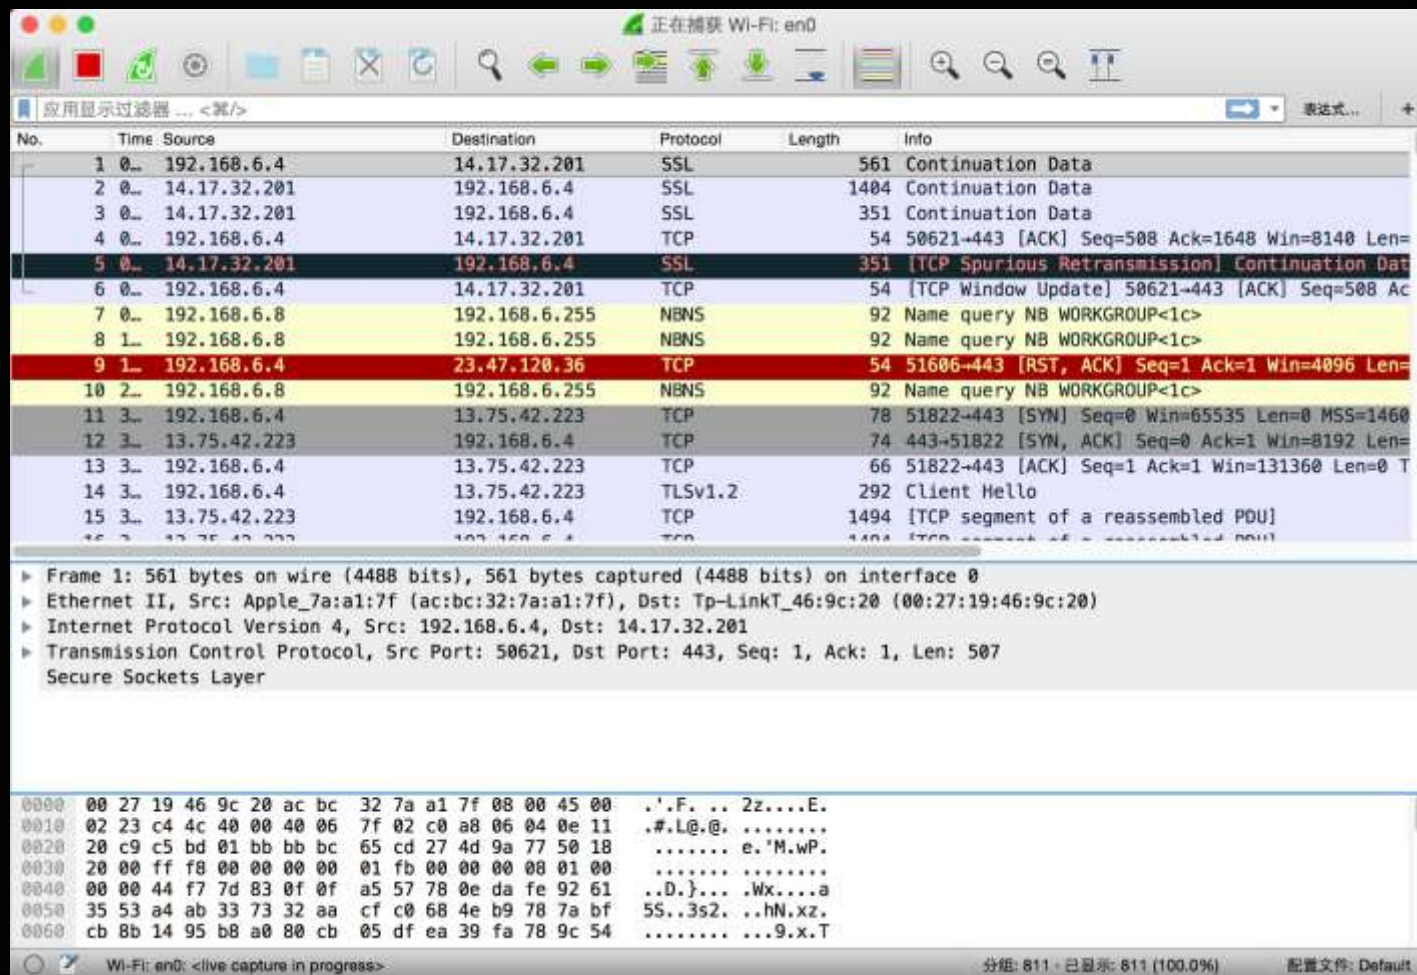 正在捕获 Wi-Fi: en0
应用显示过滤器 ... <⌘/> 表达式... +
No. Time Source Destination Protocol Length Info
1 0… 192.168.6.4 14.17.32.201 SSL 561 Continuation Data
2 0… 14.17.32.201 192.168.6.4 SSL 1404 Continuation Data
3 0… 14.17.32.201 192.168.6.4 SSL 351 Continuation Data
4 0… 192.168.6.4 14.17.32.201 TCP 54 50621→443 [ACK] Seq=508 Ack=1648 Win=8140 Len=
5 0… 14.17.32.201 192.168.6.4 SSL 351 [TCP Spurious Retransmission] Continuation Dat
6 0… 192.168.6.4 14.17.32.201 TCP 54 [TCP Window Update] 50621→443 [ACK] Seq=508 Ac
7 0… 192.168.6.8 192.168.6.255 NBNS 92 Name query NB WORKGROUP<1c>
8 1… 192.168.6.8 192.168.6.255 NBNS 92 Name query NB WORKGROUP<1c>
9 1… 192.168.6.4 23.47.120.36 TCP 54 51606→443 [RST, ACK] Seq=1 Ack=1 Win=4096 Len=
10 2… 192.168.6.8 192.168.6.255 NBNS 92 Name query NB WORKGROUP<1c>
11 3… 192.168.6.4 13.75.42.223 TCP 78 51822→443 [SYN] Seq=0 Win=65535 Len=0 MSS=1460
12 3… 13.75.42.223 192.168.6.4 TCP 74 443→51822 [SYN, ACK] Seq=0 Ack=1 Win=8192 Len=
13 3… 192.168.6.4 13.75.42.223 TCP 66 51822→443 [ACK] Seq=1 Ack=1 Win=131360 Len=0 T
14 3… 192.168.6.4 13.75.42.223 TLSv1.2 292 Client Hello
15 3… 13.75.42.223 192.168.6.4 TCP 1494 [TCP segment of a reassembled PDU]
Frame 1: 561 bytes on wire (4488 bits), 561 bytes captured (4488 bits) on interface 0
Ethernet II, Src: Apple_7a:a1:7f (ac:bc:32:7a:a1:7f), Dst: Tp-LinkT_46:9c:20 (00:27:19:46:9c:20)
Internet Protocol Version 4, Src: 192.168.6.4, Dst: 14.17.32.201
Transmission Control Protocol, Src Port: 50621, Dst Port: 443, Seq: 1, Ack: 1, Len: 507
Secure Sockets Layer
0000 00 27 19 46 9c 20 ac bc 32 7a a1 7f 08 00 45 00 .'.F. .. 2z....E.
0010 02 23 c4 4c 40 00 40 06 7f 02 c0 a8 06 04 0e 11 .#.L@.@. ........
0020 20 c9 c5 bd 01 bb bb bc 65 cd 27 4d 9a 77 50 18 ....... e.'M.wP.
0030 20 00 ff f8 00 00 00 00 01 fb 00 00 00 08 01 00 ....... ........
0040 00 00 44 f7 7d 83 0f 0f a5 57 78 0e da fe 92 61 ..D.}... .Wx....a
0050 35 53 a4 ab 33 73 32 aa cf c0 68 4e b9 78 7a bf 5S..3s2. ..hN.xz.
0060 cb 8b 14 95 b8 a0 80 cb 05 df ea 39 fa 78 9c 54 ........ ...9.x.T
Wi-Fi: en0: <live capture in progress> 分组: 811 · 已显示: 811 (100.0%) 配置文件: Default